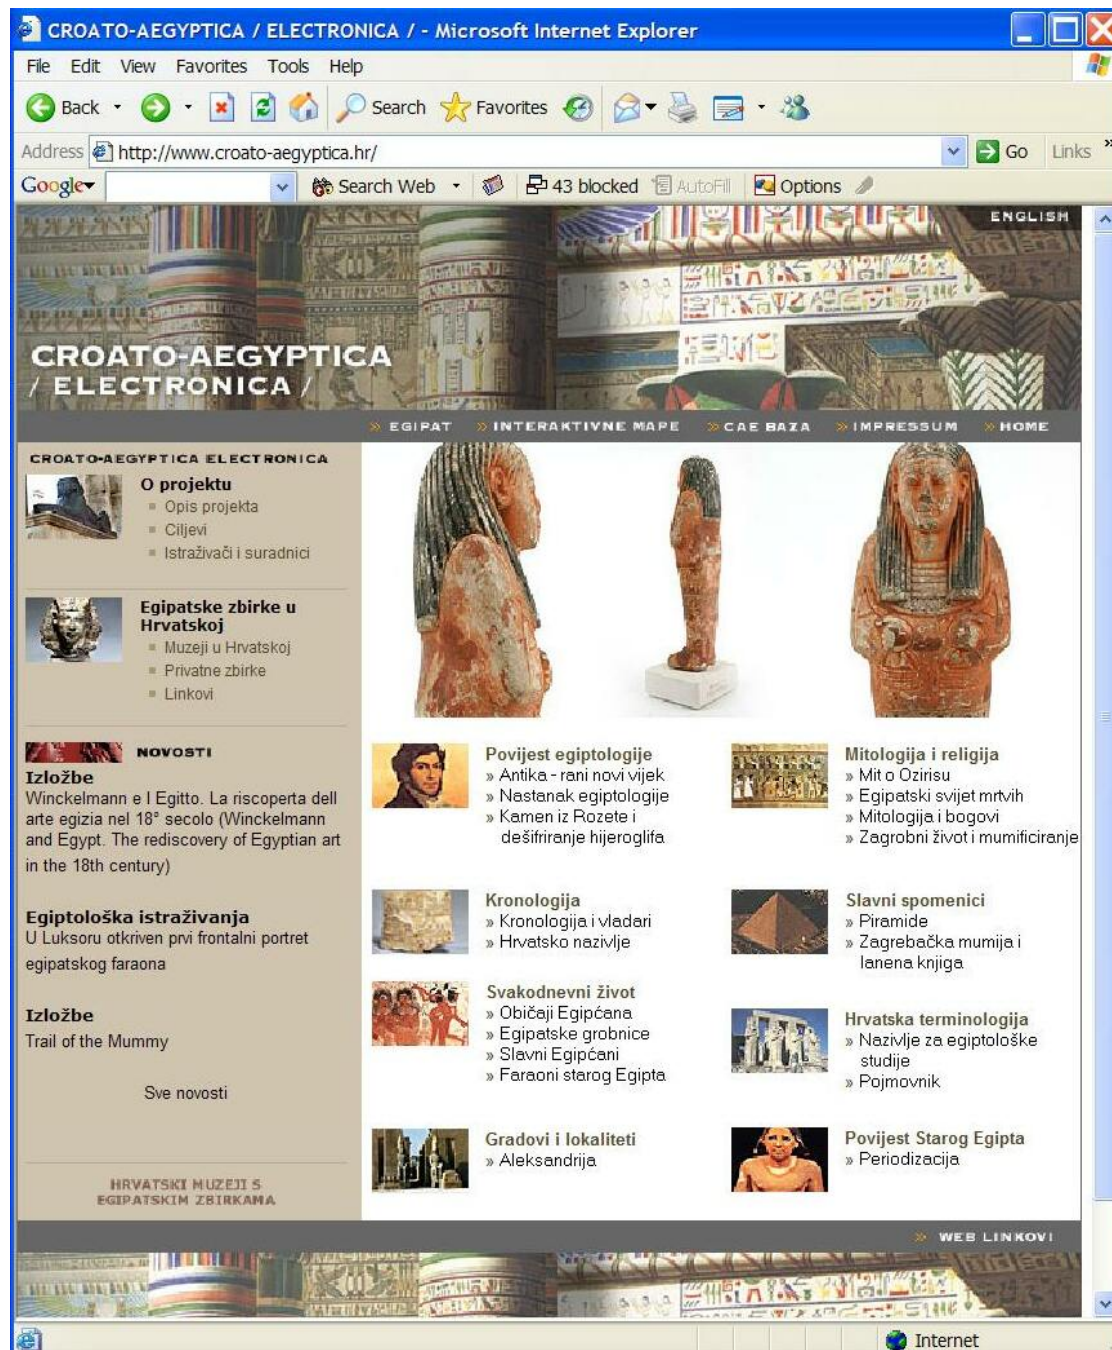 CROATO-AEGYPTICA / ELECTRONICA / - Microsoft Internet Explorer
File Edit View Favorites Tools Help
Back Search Favorites
Address http://www.croato-aegyptica.hr/ Go Links »
Google Search Web 43 blocked AutoFill Options
ENGLISH
CROATO-AEGYPTICA
/ ELECTRONICA /
» EGIPAT » INTERAKTIVNE MAPE » CAE BAZA » IMPRESSUM » HOME
CROATO-AEGYPTICA ELECTRONICA
O projektu
Opis projekta
Ciljevi
Istraživači i suradnici
Egipatske zbirke u
Hrvatskoj
Muzeji u Hrvatskoj
Privatne zbirke
Linkovi
NOVOSTI
Izložbe
Winckelmann e l Egitto. La riscoperta dell
arte egizia nel 18° secolo (Winckelmann
and Egypt. The rediscovery of Egyptian art
in the 18th century)
Egiptološka istraživanja
U Luksoru otkriven prvi frontalni portret
egipatskog faraona
Izložbe
Trail of the Mummy
Sve novosti
HRVATSKI MUZEJI S
EGIPATSKIM ZBIRKAMA
Povijest egiptologije
» Antika - rani novi vijek
» Nastanak egiptologije
» Kamen iz Rozete i
dešifriranje hijeroglifa
Mitologija i religija
» Mit o Ozirisu
» Egipatski svijet mrtvih
» Mitologija i bogovi
» Zagrobni život i mumificiranje
Kronologija
» Kronologija i vladari
» Hrvatsko nazivlje
Slavni spomenici
» Piramide
» Zagrebačka mumija i
lanena knjiga
Svakodnevni život
» Običaji Egipćana
» Egipatske grobnice
» Slavni Egipćani
» Faraoni starog Egipta
Hrvatska terminologija
» Nazivlje za egiptološke
studije
» Pojmovnik
Gradovi i lokaliteti
» Aleksandrija
Povijest Starog Egipta
» Periodizacija
» WEB LINKOVI
Internet